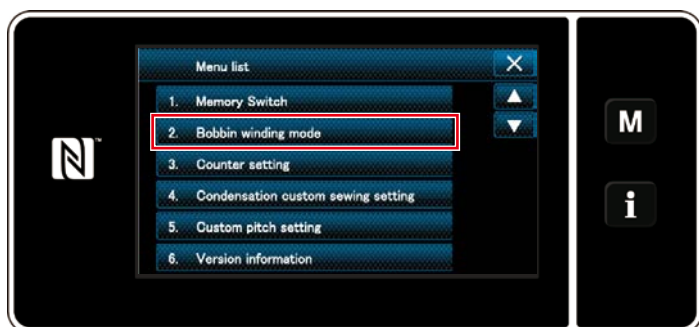 Menu list
1. Memory Switch
2. Bobbin winding mode
3. Counter setting
4. Condensation custom sewing setting
5. Custom pitch setting
6. Version information
M
i